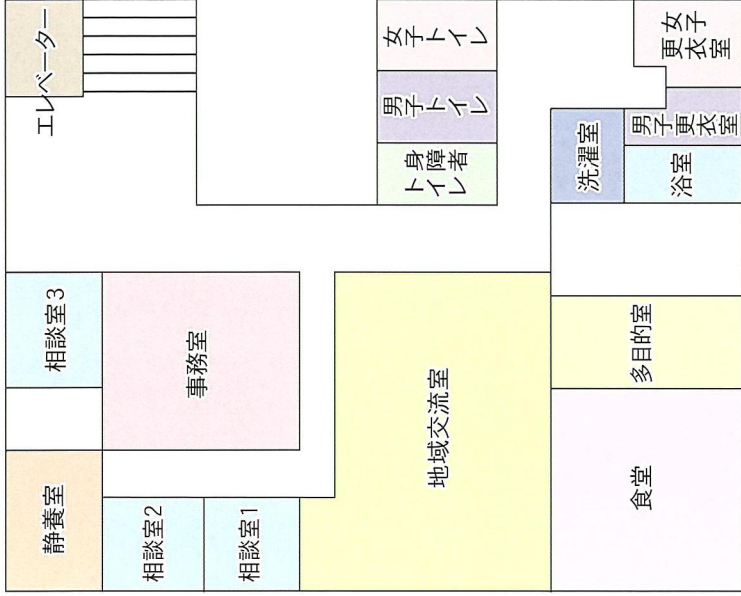 エレベーター
女子トイレ
男子トイレ
身障者
トイレ
女子
更衣室
男子
更衣室
洗濯室
浴室
相談室3
事務室
地域交流室
多目的室
食堂
静養室
相談室2
相談室1